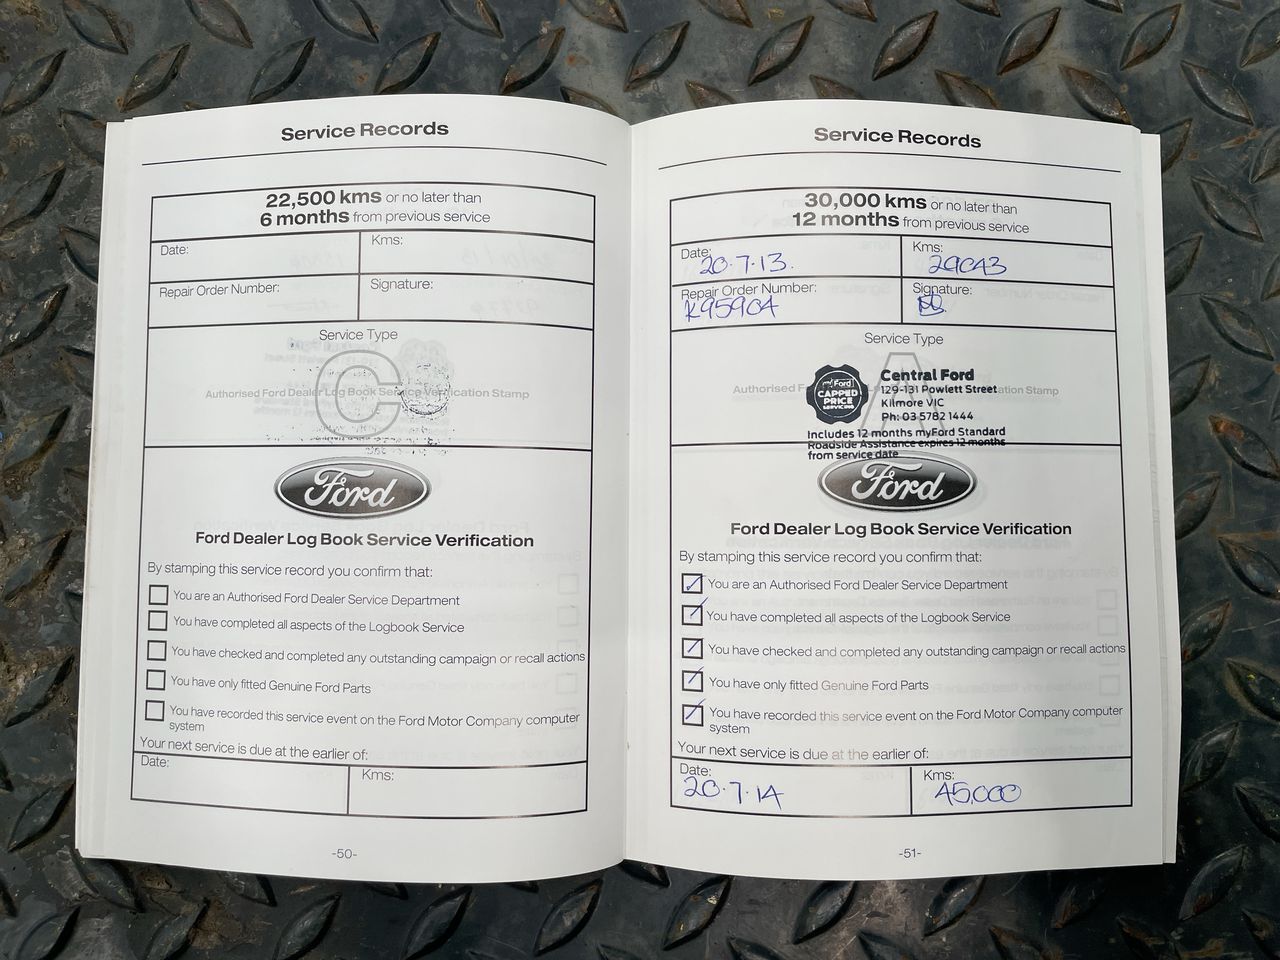 Service Records
22,500 kms or no later than
6 months from previous service
Date:
Kms:
Repair Order Number:
Signature:
Service Type
C
Authorised Ford Dealer Log Book Service Verification Stamp
Ford
Ford Dealer Log Book Service Verification
By stamping this service record you confirm that:
You are an Authorised Ford Dealer Service Department
You have completed all aspects of the Logbook Service
You have checked and completed any outstanding campaign or recall actions
You have only fitted Genuine Ford Parts
You have recorded this service event on the Ford Motor Company computer
system
Your next service is due at the earlier of:
Date:
Kms:
-50-
Service Records
30,000 kms or no later than
12 months from previous service
Date:
20.7.13.
Kms:
29043
Repair Order Number:
K95904
Signature:
Service Type
A
Authorised Ford
on Stamp
myFord
CAPPED
PRICE
SERVICING
Central Ford
129-131 Powlett Street
Kilmore VIC
Ph: 03 5782 1444
Includes 12 months myFord Standard
Roadside Assistance expires 12 months
from service date
Ford
Ford Dealer Log Book Service Verification
By stamping this service record you confirm that:
You are an Authorised Ford Dealer Service Department
You have completed all aspects of the Logbook Service
You have checked and completed any outstanding campaign or recall actions
You have only fitted Genuine Ford Parts
You have recorded this service event on the Ford Motor Company computer
system
Your next service is due at the earlier of:
Date:
20.7.14
Kms:
45,000
-51-